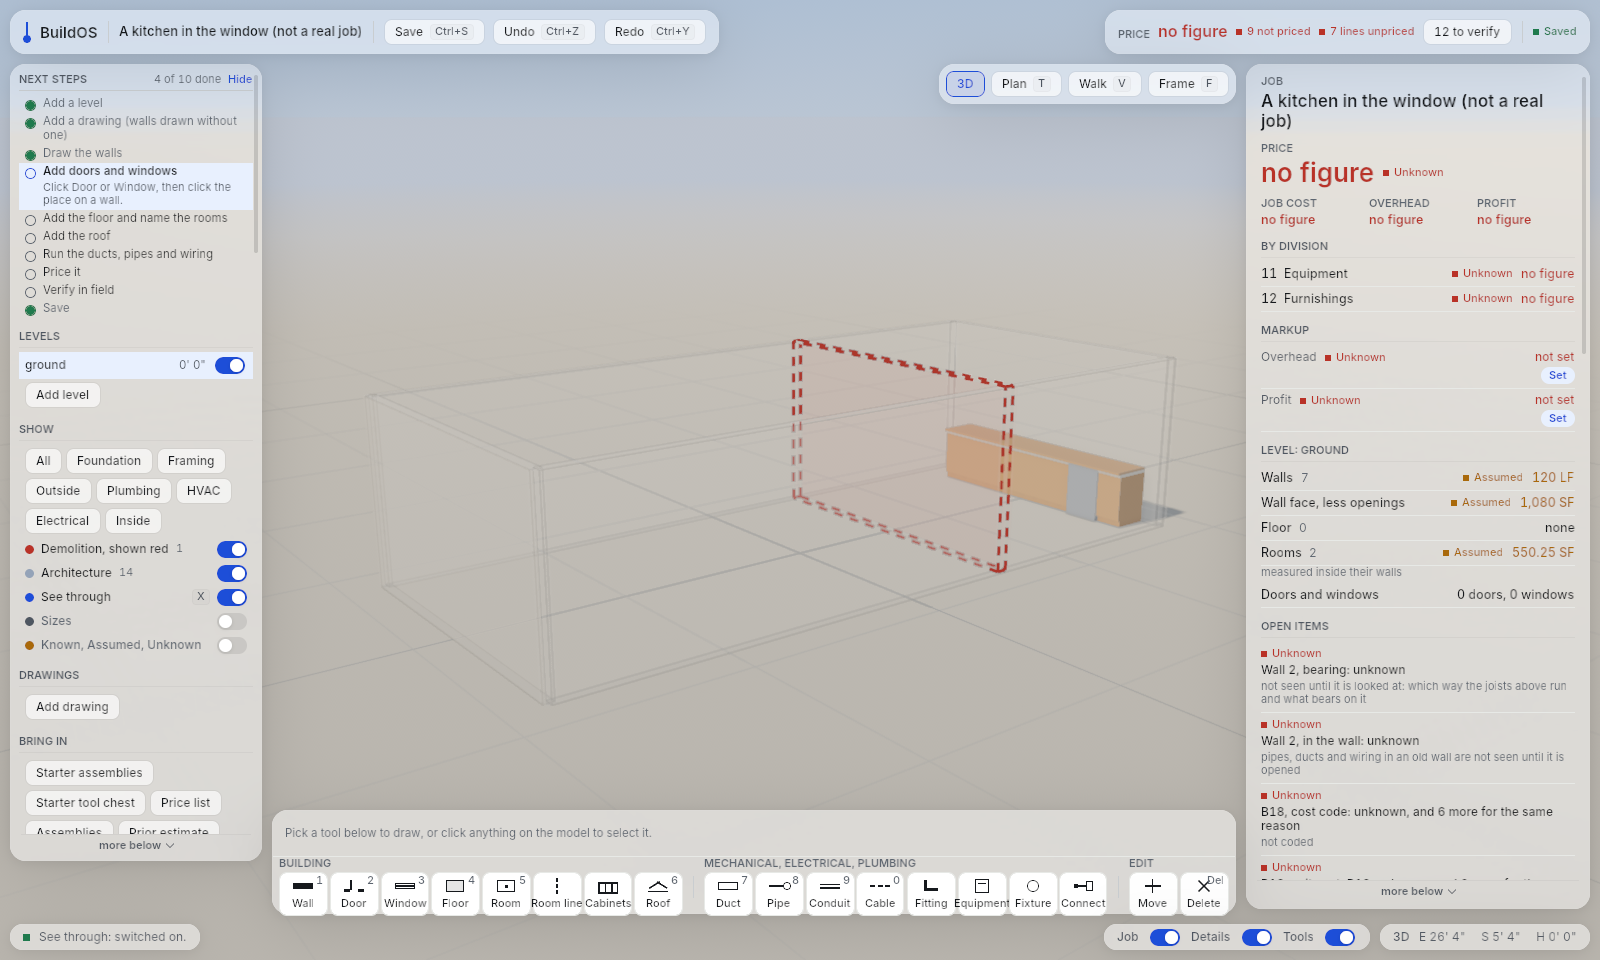 BuildOS
A kitchen in the window (not a real job)
Save Ctrl+S
Undo Ctrl+Z
Redo Ctrl+Y
PRICE no figure 9 not priced 7 lines unpriced 12 to verify Saved
NEXT STEPS 4 of 10 done Hide
Add a level
Add a drawing (walls drawn without
one)
Draw the walls
Add doors and windows
Click Door or Window, then click the
place on a wall.
Add the floor and name the rooms
Add the roof
Run the ducts, pipes and wiring
Price it
Verify in field
Save
LEVELS
ground 0' 0"
Add level
SHOW
All Foundation Framing
Outside Plumbing HVAC
Electrical Inside
Demolition, shown red 1
Architecture 14
See through X
Sizes
Known, Assumed, Unknown
DRAWINGS
Add drawing
BRING IN
Starter assemblies
Starter tool chest Price list
Assemblies Prior estimate
more below
See through: switched on.
3D Plan T Walk V Frame F
Pick a tool below to draw, or click anything on the model to select it.
BUILDING
1 2 3 4 5 6
Wall Door Window Floor Room Room line Cabinets Roof
MECHANICAL, ELECTRICAL, PLUMBING
7 8 9 0
Duct Pipe Conduit Cable Fitting Equipment Fixture Connect
EDIT
Del
Move Delete
JOB
A kitchen in the window (not a real
job)
PRICE
no figure Unknown
JOB COST OVERHEAD PROFIT
no figure no figure no figure
BY DIVISION
11 Equipment Unknown no figure
12 Furnishings Unknown no figure
MARKUP
Overhead Unknown not set
Set
Profit Unknown not set
Set
LEVEL: GROUND
Walls 7 Assumed 120 LF
Wall face, less openings Assumed 1,080 SF
Floor 0 none
Rooms 2 Assumed 550.25 SF
measured inside their walls
Doors and windows 0 doors, 0 windows
OPEN ITEMS
Unknown
Wall 2, bearing: unknown
not seen until it is looked at: which way the joists above run
and what bears on it
Unknown
Wall 2, in the wall: unknown
pipes, ducts and wiring in an old wall are not seen until it is
opened
Unknown
B18, cost code: unknown, and 6 more for the same
reason
not coded
Unknown
more below
Job Details Tools
3D E 26' 4" S 5' 4" H 0' 0"